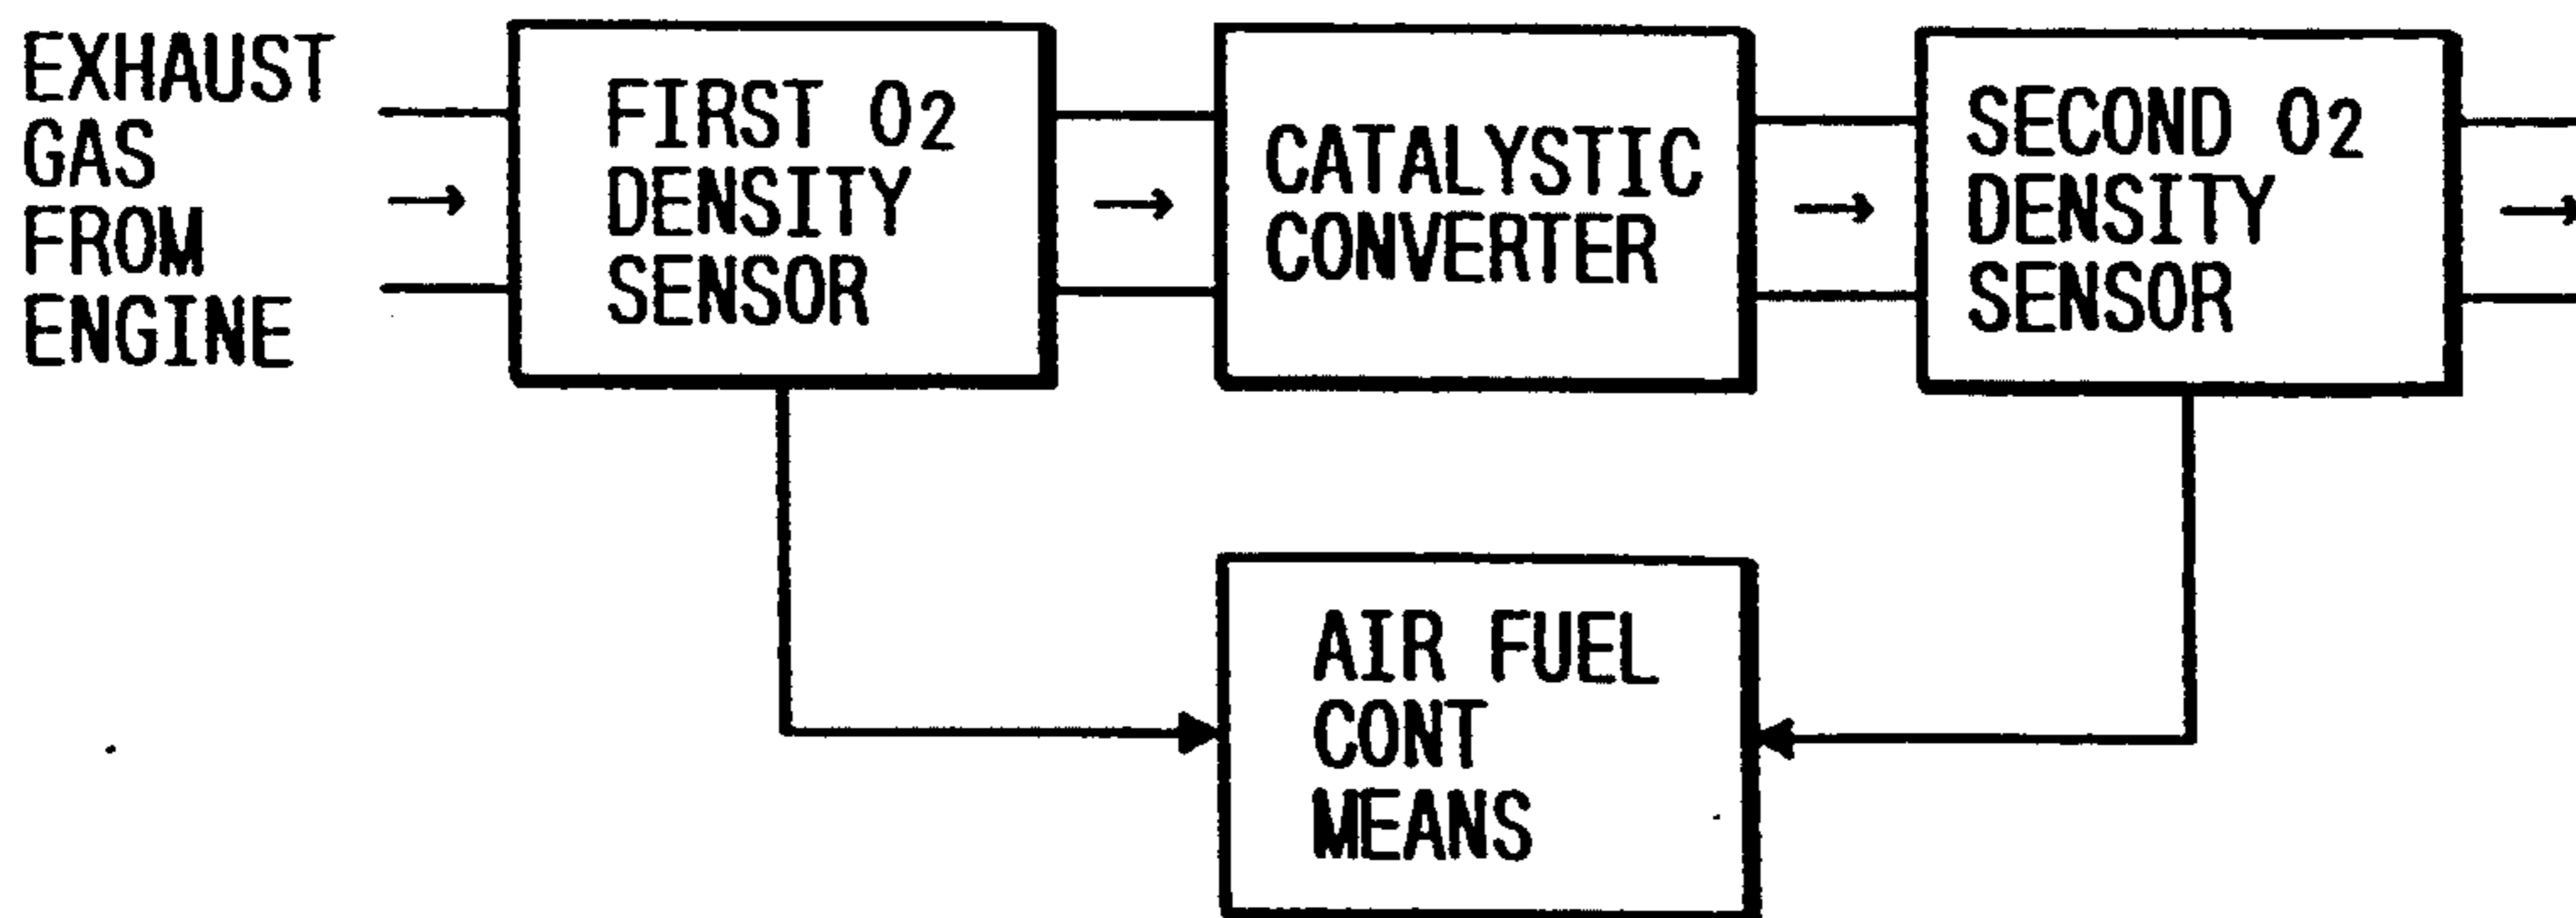 EXHAUST
GAS
FROM
ENGINE
FIRST O2
DENSITY
SENSOR
CATALYSTIC
CONVERTER
SECOND O2
DENSITY
SENSOR
AIR FUEL
CONT
MEANS